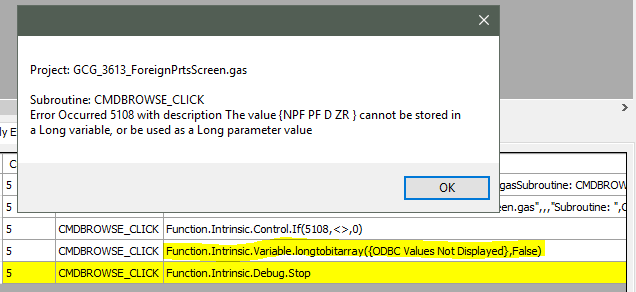 Project: GCG_3613_ForeignPrtsScreen.gas
Subroutine: CMDBROWSE_CLICK
Error Occurred 5108 with description The value {NPF PF D ZR } cannot be stored in
a Long variable, or be used as a Long parameter value
OK
ly E
C
5 gasSubroutine: CMDBROW
5 een.gas",,,"Subroutine: ",C
5 CMDBROWSE_CLICK Function.Intrinsic.Control.If(5108,<>,0)
5 CMDBROWSE_CLICK Function.Intrinsic.Variable.longtobitarray({ODBC Values Not Displayed},False)
5 CMDBROWSE_CLICK Function.Intrinsic.Debug.Stop